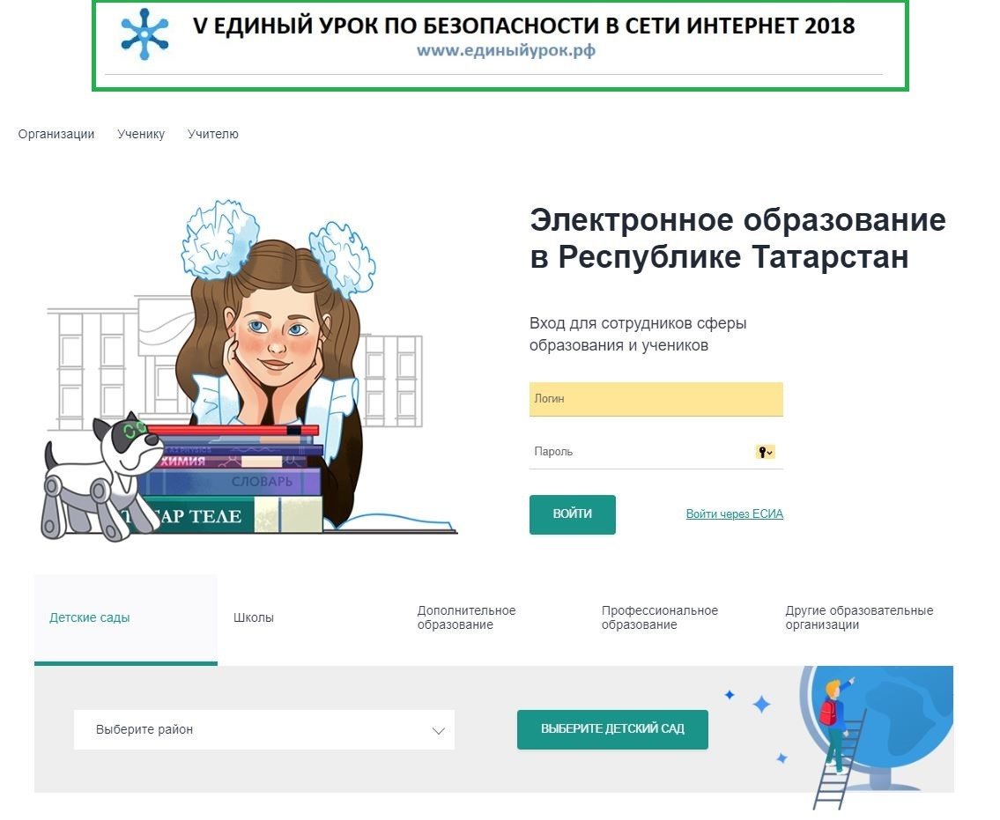 V ЕДИНЫЙ УРОК ПО БЕЗОПАСНОСТИ В СЕТИ ИНТЕРНЕТ 2018
www.единыйурок.рф
Организации Ученику Учителю
Электронное образование
в Республике Татарстан
Вход для сотрудников сферы
образования и учеников
Логин
Пароль
ВОЙТИ
Войти через ЕСИА
PHYSICS
ХИМИЯ
СЛОВАРЬ
ТАР ТЕЛЕ
Детские сады
Школы
Дополнительное
образование
Профессиональное
образование
Другие образовательные
организации
Выберите район
ВЫБЕРИТЕ ДЕТСКИЙ САД